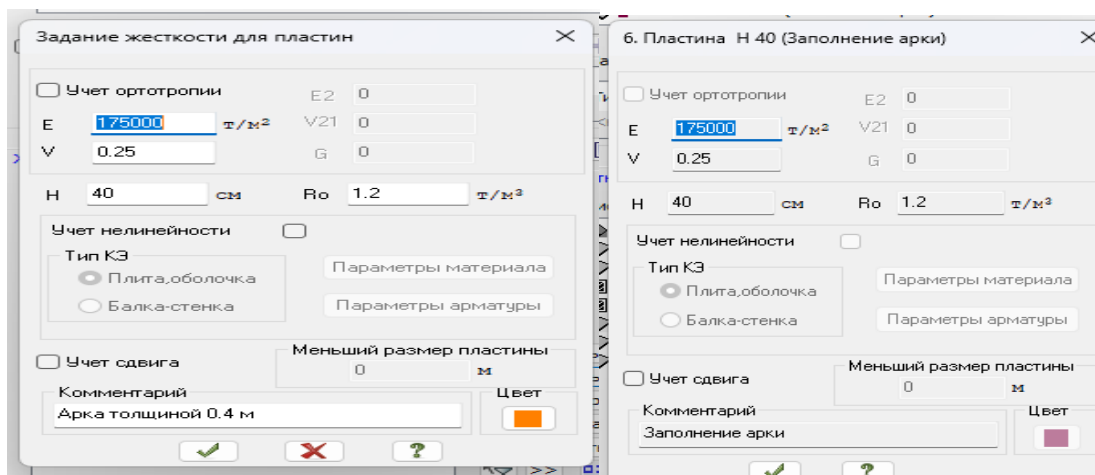 Задание жесткости для пластин
Учет ортотропии
E2 0
E 175000 т/м²
V21 0
V 0.25
G 0
H 40 см
Ro 1.2 т/м³
Учет нелинейности
Тип КЭ
Плита,оболочка
Балка-стенка
Параметры материала
Параметры арматуры
Учет сдвига
Меньший размер пластины
0 м
Комментарий
Арка толщиной 0.4 м
Цвет
?
>>
6. Пластина H 40 (Заполнение арки)
Учет ортотропии
E2 0
E 175000 т/м²
V21 0
V 0.25
G 0
H 40 см
Ro 1.2 т/м³
Учет нелинейности
Тип КЭ
Плита,оболочка
Балка-стенка
Параметры материала
Параметры арматуры
Учет сдвига
Меньший размер пластины
0 м
Комментарий
Заполнение арки
Цвет
?